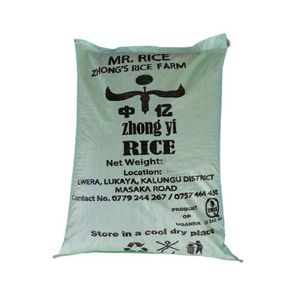 MR. RICE
ZHONG'S RICE FARM
中亿
zhong yi
RICE
Net Weight:
Location:
LWERA, LUKAYA, KALUNGU DISTRICT
MASAKA ROAD
Contact No. 0779 244 267 / 0757 464 450
PRODUCT
OF
UGANDA
Store in a cool dry place